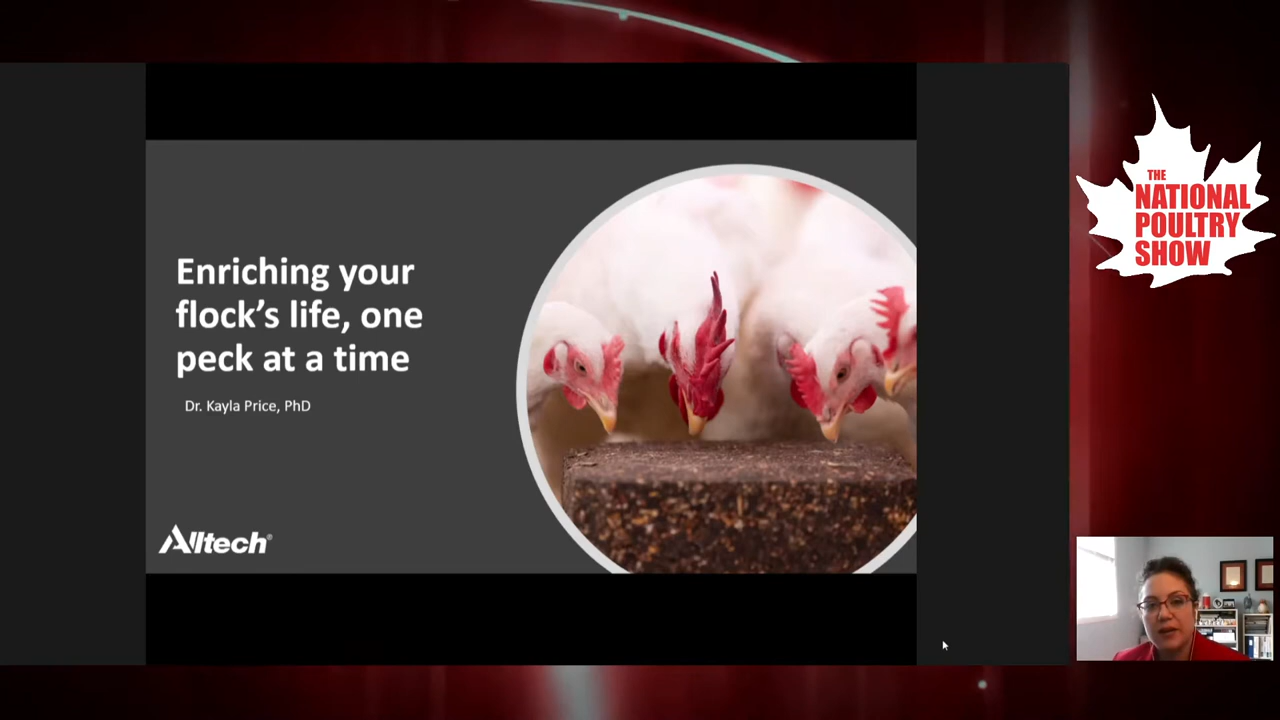 Enriching your
flock's life, one
peck at a time
Dr. Kayla Price, PhD
Alltech®
THE
NATIONAL
POULTRY
SHOW